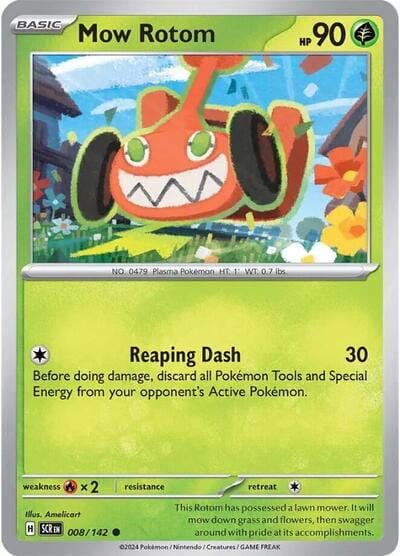 BASIC
Mow Rotom
HP 90
NO. 0479 Plasma Pokémon HT: 1' WT: 0.7 lbs.
Reaping Dash 30
Before doing damage, discard all Pokémon Tools and Special
Energy from your opponent's Active Pokémon.
weakness ×2 resistance retreat
Illus. Amelicart
H SCR EN 008/142
This Rotom has possessed a lawn mower. It will
mow down grass and flowers, then swagger
around with pride at its accomplishments.
©2024 Pokémon / Nintendo / Creatures / GAME FREAK